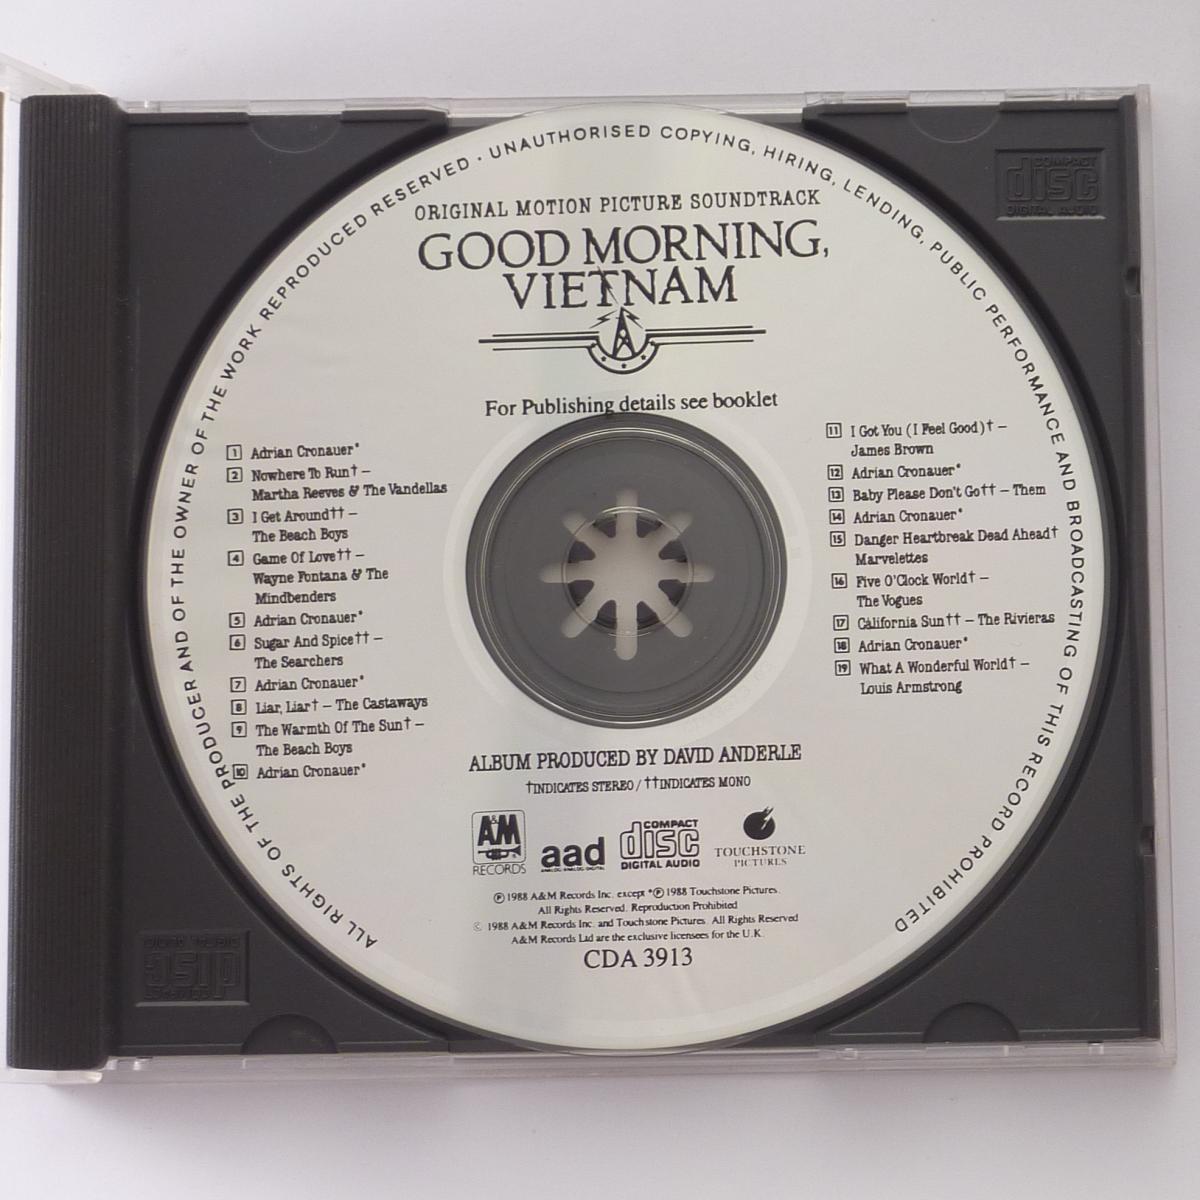 ALL RIGHTS OF THE PRODUCER AND OF THE OWNER OF THE WORK REPRODUCED RESERVED · UNAUTHORISED COPYING, HIRING, LENDING, PUBLIC PERFORMANCE AND BROADCASTING OF THIS RECORD PROHIBITED
ORIGINAL MOTION PICTURE SOUNDTRACK
GOOD MORNING,
VIETNAM
For Publishing details see booklet
1 Adrian Cronauer*
2 Nowhere To Run† –
Martha Reeves & The Vandellas
3 I Get Around†† –
The Beach Boys
4 Game Of Love†† –
Wayne Fontana & The
Mindbenders
5 Adrian Cronauer*
6 Sugar And Spice†† –
The Searchers
7 Adrian Cronauer*
8 Liar, Liar† – The Castaways
9 The Warmth Of The Sun† –
The Beach Boys
10 Adrian Cronauer*
11 I Got You (I Feel Good)† –
James Brown
12 Adrian Cronauer*
13 Baby Please Don't Go†† – Them
14 Adrian Cronauer*
15 Danger Heartbreak Dead Ahead†
Marvelettes
16 Five O'Clock World† –
The Vogues
17 California Sun†† – The Rivieras
18 Adrian Cronauer*
19 What A Wonderful World† –
Louis Armstrong
ALBUM PRODUCED BY DAVID ANDERLE
†INDICATES STEREO / ††INDICATES MONO
A&M
RECORDS
aad
ANALOG-ANALOG-DIGITAL
COMPACT
disc
DIGITAL AUDIO
TOUCHSTONE
PICTURES
℗ 1988 A&M Records Inc. except *℗ 1988 Touchstone Pictures.
All Rights Reserved. Reproduction Prohibited
© 1988 A&M Records Inc. and Touchstone Pictures. All Rights Reserved
A&M Records Ltd are the exclusive licensees for the U.K.
CDA 3913
COMPACT
disc
DIGITAL AUDIO
COMPACT
disc
DIGITAL AUDIO